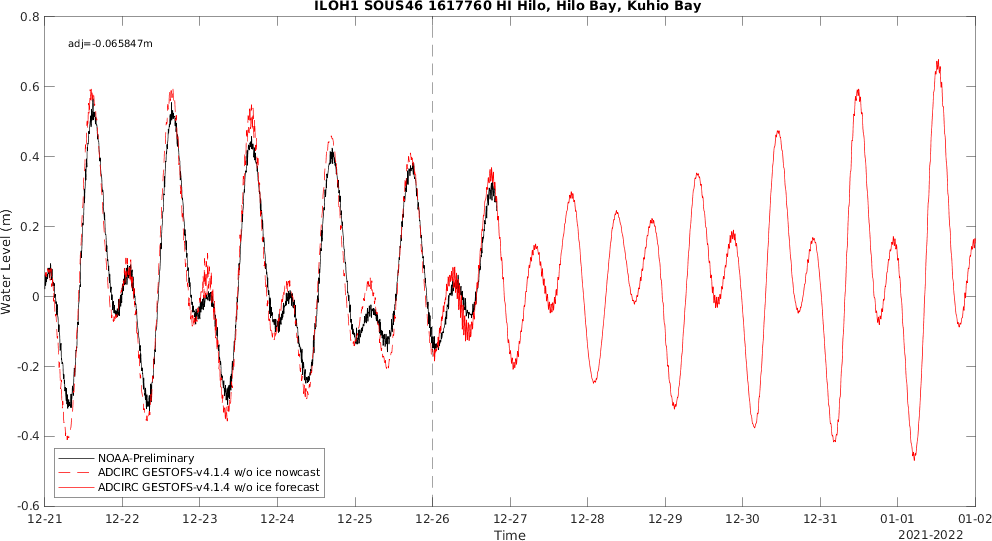 ILOH1 SOUS46 1617760 HI Hilo, Hilo Bay, Kuhio Bay
adj=-0.065847m
0.8
0.6
0.4
0.2
0
-0.2
-0.4
-0.6
Water Level (m)
NOAA-Preliminary
ADCIRC GESTOFS-v4.1.4 w/o ice nowcast
ADCIRC GESTOFS-v4.1.4 w/o ice forecast
12-21 12-22 12-23 12-24 12-25 12-26 12-27 12-28 12-29 12-30 12-31 01-01 01-02
Time
2021-2022